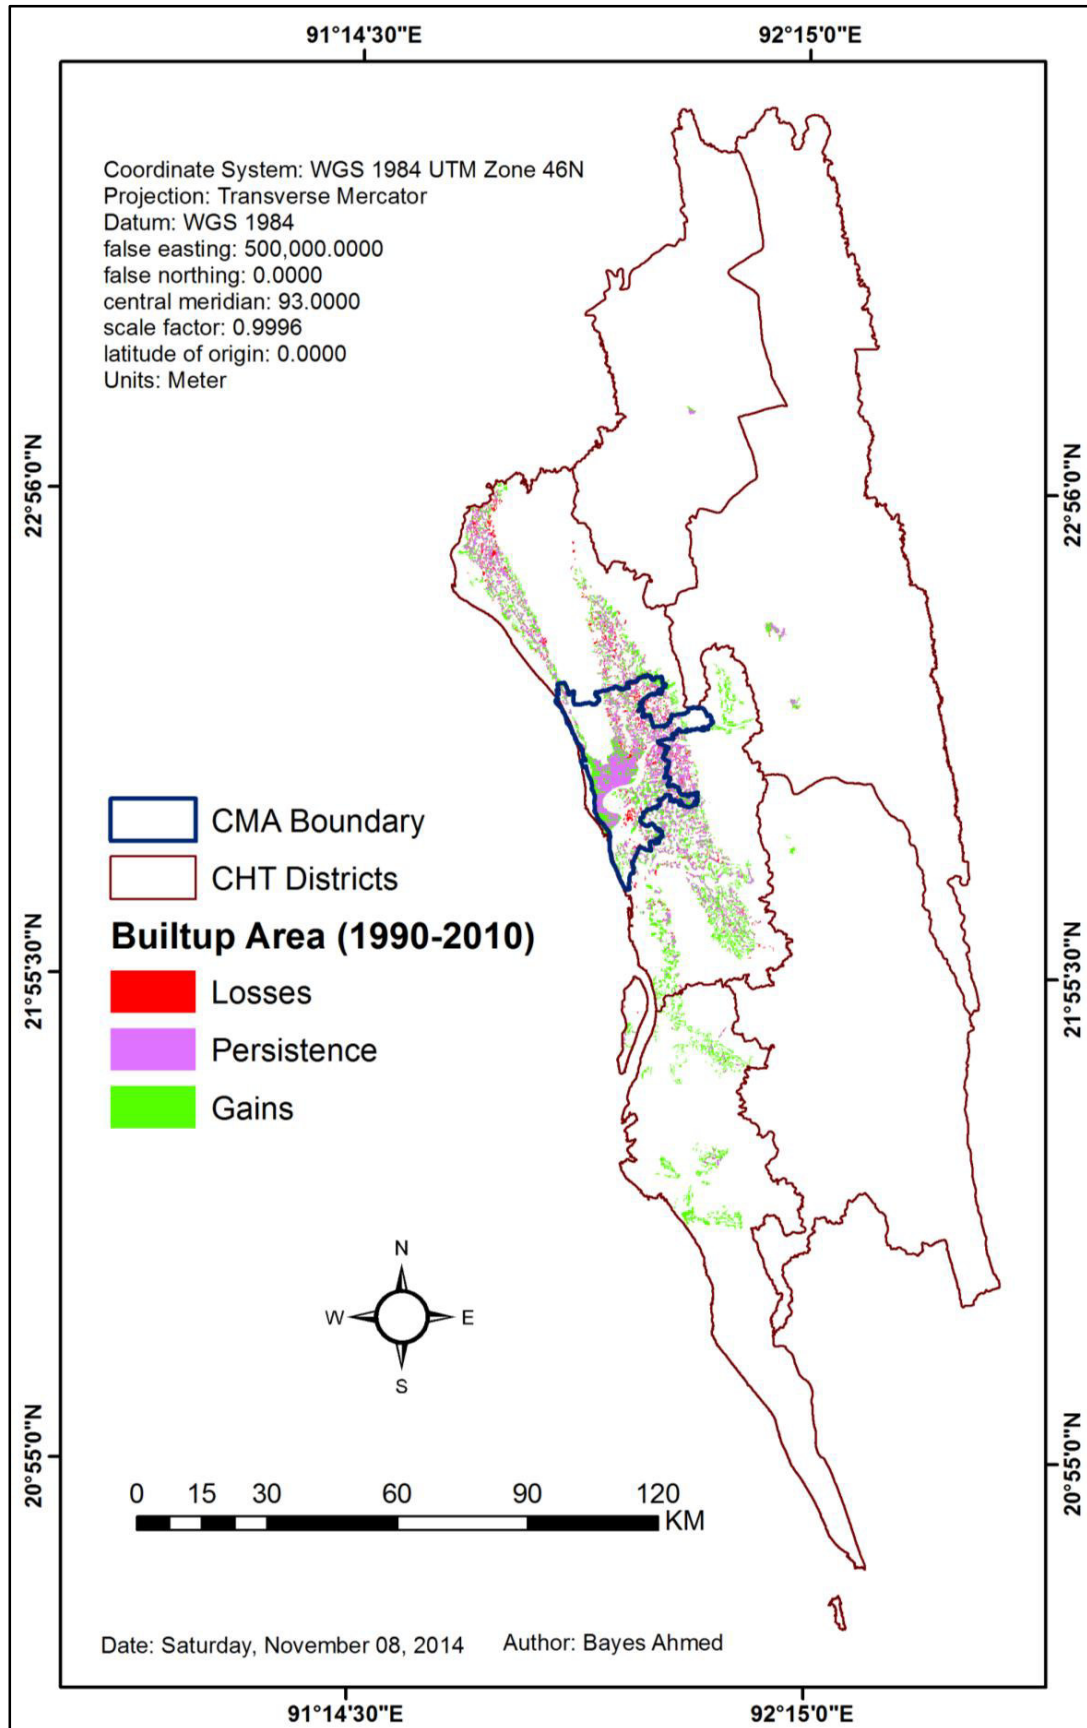 91°14'30"E 92°15'0"E
Coordinate System: WGS 1984 UTM Zone 46N
Projection: Transverse Mercator
Datum: WGS 1984
false easting: 500,000.0000
false northing: 0.0000
central meridian: 93.0000
scale factor: 0.9996
latitude of origin: 0.0000
Units: Meter
22°56'0"N 22°56'0"N
CMA Boundary
CHT Districts
Builtup Area (1990-2010)
21°55'30"N 21°55'30"N
Losses
Persistence
Gains
N
W E
S
20°55'0"N 20°55'0"N
0 15 30 60 90 120
KM
Date: Saturday, November 08, 2014 Author: Bayes Ahmed
91°14'30"E 92°15'0"E